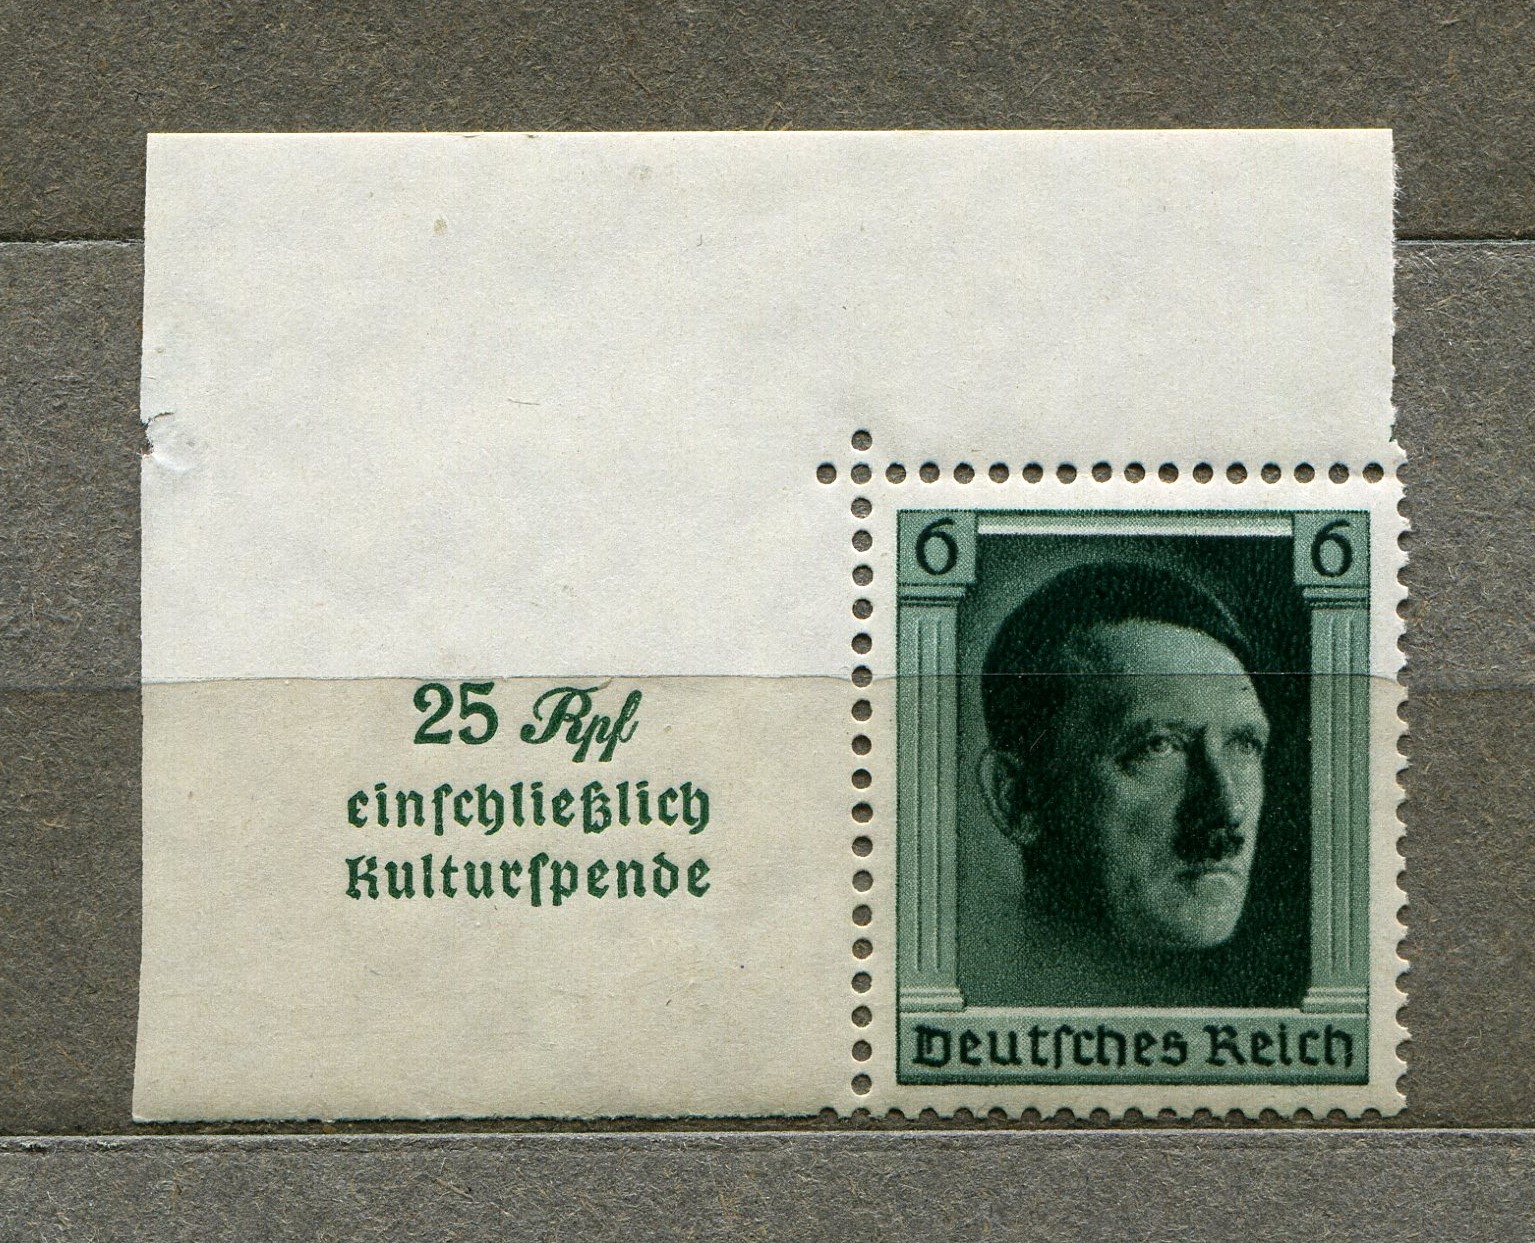 6 6
25 Rpf
einſchließlich
Kulturſpende
Deutſches Reich